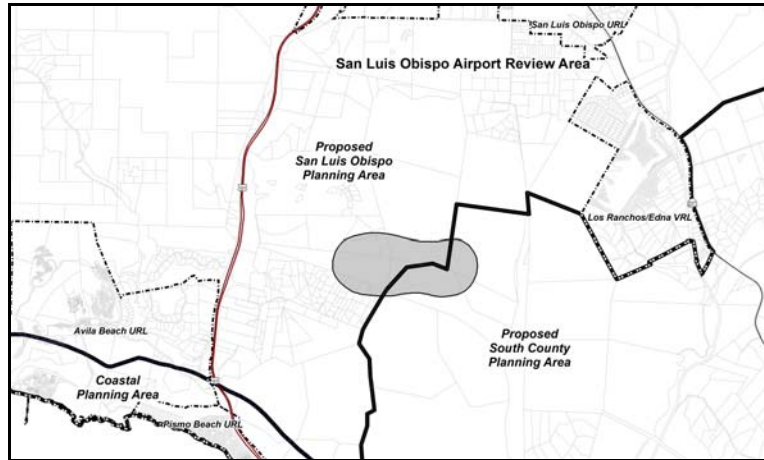 San Luis Obispo URL
San Luis Obispo Airport Review Area
Proposed
San Luis Obispo
Planning Area
Los Ranchos/Edna VRL
Avila Beach URL
Proposed
South County
Planning Area
Coastal
Planning Area
Pismo Beach URL